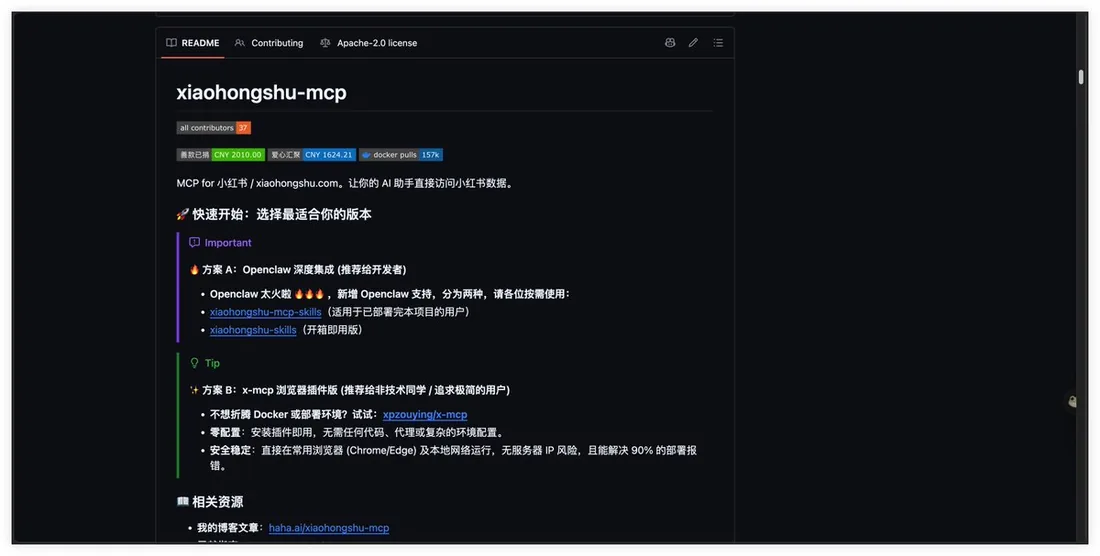 README Contributing Apache-2.0 license
xiaohongshu-mcp
all contributors 37
善款已捐 CNY 2010.00 爱心汇聚 CNY 1624.21 docker pulls 157k
MCP for 小红书 / xiaohongshu.com。让你的 AI 助手直接访问小红书数据。
🚀 快速开始：选择最适合你的版本
Important
🔥 方案 A：Openclaw 深度集成 (推荐给开发者)
• Openclaw 太火啦 🔥🔥🔥 ，新增 Openclaw 支持，分为两种，请各位按需使用：
• xiaohongshu-mcp-skills（适用于已部署完本项目的用户）
• xiaohongshu-skills（开箱即用版）
Tip
✨ 方案 B：x-mcp 浏览器插件版 (推荐给非技术同学 / 追求极简的用户)
• 不想折腾 Docker 或部署环境？试试：xpzouying/x-mcp
• 零配置：安装插件即用，无需任何代码、代理或复杂的环境配置。
• 安全稳定：直接在常用浏览器 (Chrome/Edge) 及本地网络运行，无服务器 IP 风险，且能解决 90% 的部署报
错。
📖 相关资源
• 我的博客文章：haha.ai/xiaohongshu-mcp